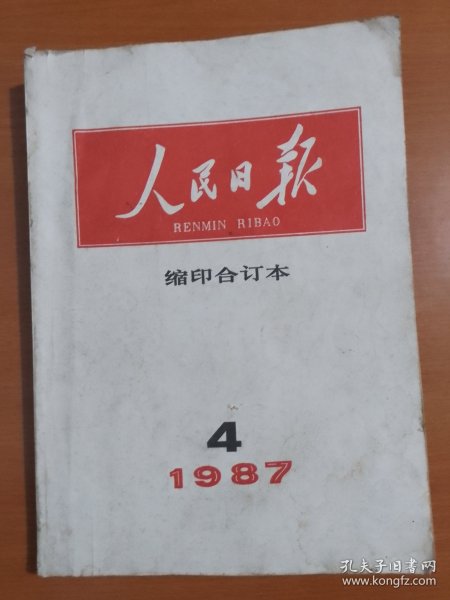 人民日报
RENMIN RIBAO
缩印合订本
4
1987
孔夫子旧书网
www.kongfz.com